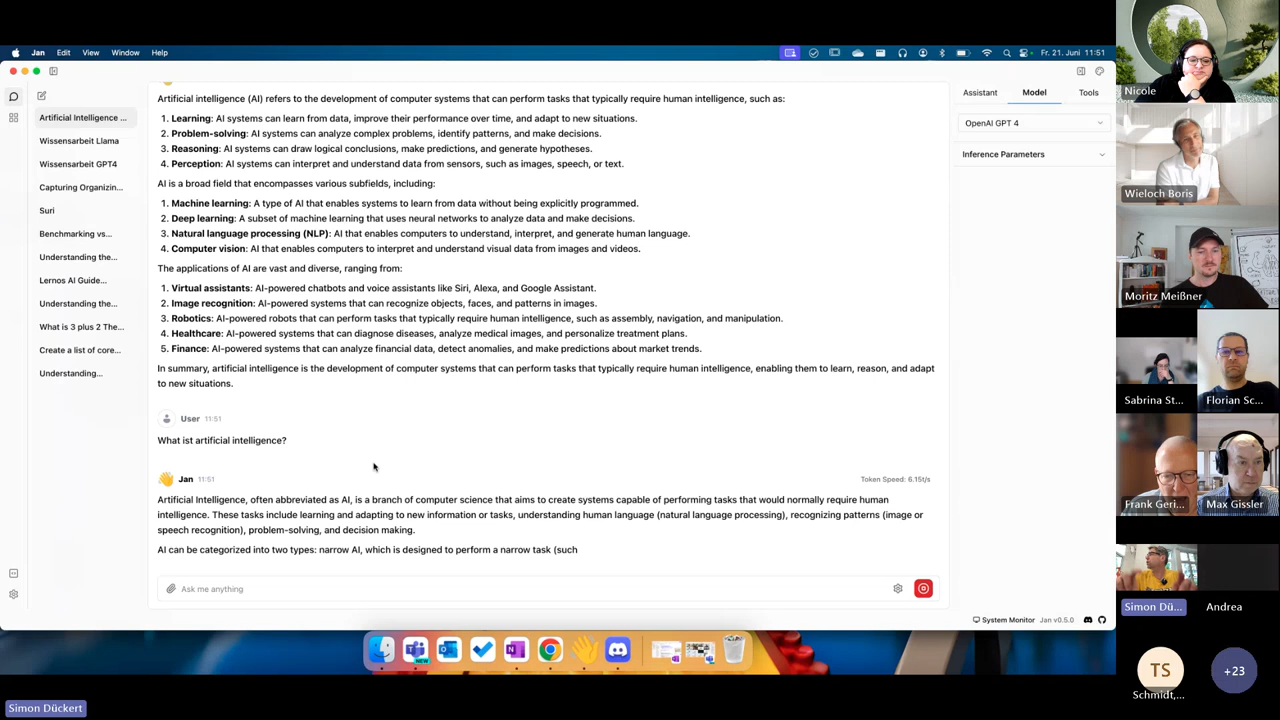 Jan Edit View Window Help
Fr. 21. Juni 11:51
Artificial Intelligence ...
Wissensarbeit Llama
Wissensarbeit GPT4
Capturing Organizin...
Suri
Benchmarking vs...
Understanding the...
Lernos AI Guide...
Understanding the...
What is 3 plus 2 The...
Create a list of core...
Understanding...
Artificial intelligence (AI) refers to the development of computer systems that can perform tasks that typically require human intelligence, such as:
1. Learning: AI systems can learn from data, improve their performance over time, and adapt to new situations.
2. Problem-solving: AI systems can analyze complex problems, identify patterns, and make decisions.
3. Reasoning: AI systems can draw logical conclusions, make predictions, and generate hypotheses.
4. Perception: AI systems can interpret and understand data from sensors, such as images, speech, or text.
AI is a broad field that encompasses various subfields, including:
1. Machine learning: A type of AI that enables systems to learn from data without being explicitly programmed.
2. Deep learning: A subset of machine learning that uses neural networks to analyze data and make decisions.
3. Natural language processing (NLP): AI that enables computers to understand, interpret, and generate human language.
4. Computer vision: AI that enables computers to interpret and understand visual data from images and videos.
The applications of AI are vast and diverse, ranging from:
1. Virtual assistants: AI-powered chatbots and voice assistants like Siri, Alexa, and Google Assistant.
2. Image recognition: AI-powered systems that can recognize objects, faces, and patterns in images.
3. Robotics: AI-powered robots that can perform tasks that typically require human intelligence, such as assembly, navigation, and manipulation.
4. Healthcare: AI-powered systems that can diagnose diseases, analyze medical images, and personalize treatment plans.
5. Finance: AI-powered systems that can analyze financial data, detect anomalies, and make predictions about market trends.
In summary, artificial intelligence is the development of computer systems that can perform tasks that typically require human intelligence, enabling them to learn, reason, and adapt
to new situations.
User 11:51
What ist artificial intelligence?
Jan 11:51
Token Speed: 6.15t/s
Artificial Intelligence, often abbreviated as AI, is a branch of computer science that aims to create systems capable of performing tasks that would normally require human
intelligence. These tasks include learning and adapting to new information or tasks, understanding human language (natural language processing), recognizing patterns (image or
speech recognition), problem-solving, and decision making.
AI can be categorized into two types: narrow AI, which is designed to perform a narrow task (such
Ask me anything
Assistant Model Tools
OpenAI GPT 4
Inference Parameters
System Monitor Jan v0.5.0
NEW
Simon Dückert
Nicole
Wieloch Boris
Moritz Meißner
Sabrina St... Florian Sc...
Frank Geri... Max Gissler
Simon Dü... Andrea
TS +23
Schmidt,...